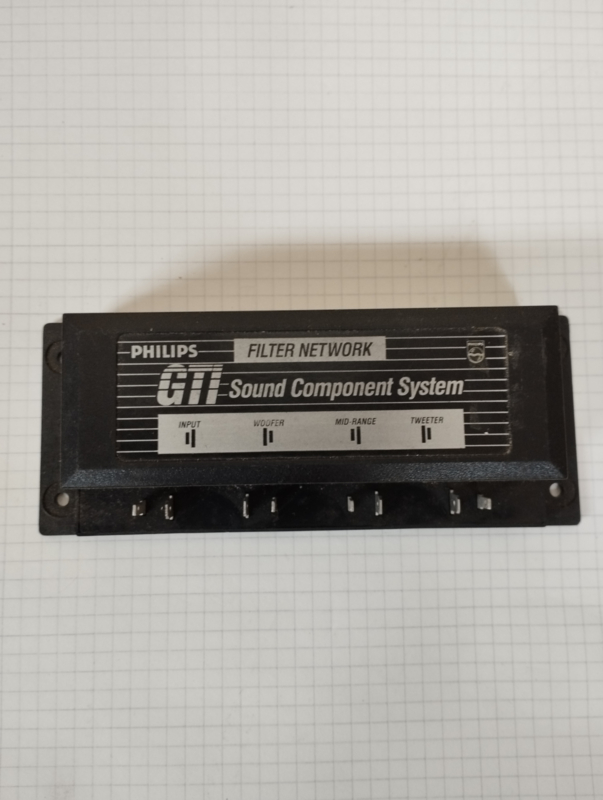 PHILIPS FILTER NETWORK
GTi Sound Component System
INPUT WOOFER MID-RANGE TWEETER